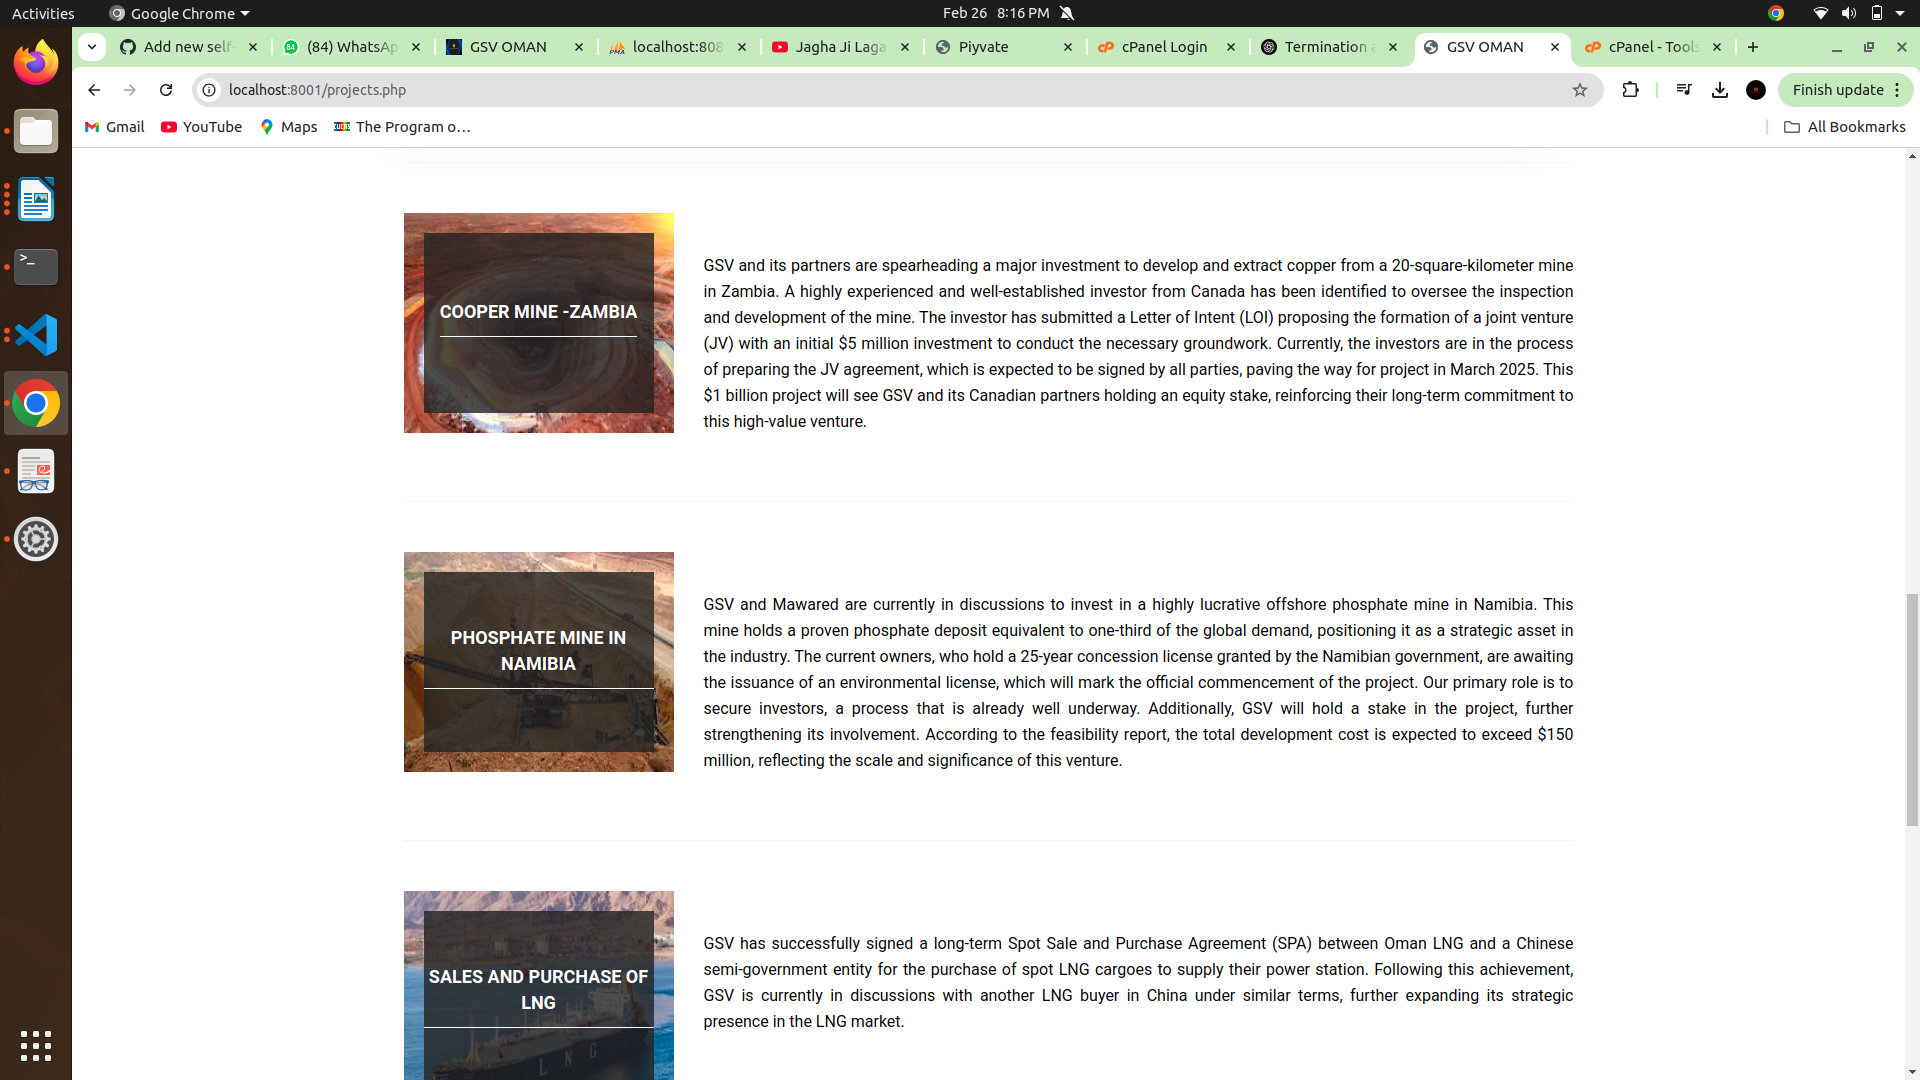 Activities
Google Chrome
Feb 26 8:16 PM
Add new self-
(84) WhatsAp
GSV OMAN
localhost:808
Jagha Ji Laga
Piyvate
cPanel Login
Termination a
GSV OMAN
cPanel - Tools
localhost:8001/projects.php
Finish update
Gmail
YouTube
Maps
The Program o...
All Bookmarks
COOPER MINE -ZAMBIA
GSV and its partners are spearheading a major investment to develop and extract copper from a 20-square-kilometer mine
in Zambia. A highly experienced and well-established investor from Canada has been identified to oversee the inspection
and development of the mine. The investor has submitted a Letter of Intent (LOI) proposing the formation of a joint venture
(JV) with an initial $5 million investment to conduct the necessary groundwork. Currently, the investors are in the process
of preparing the JV agreement, which is expected to be signed by all parties, paving the way for project in March 2025. This
$1 billion project will see GSV and its Canadian partners holding an equity stake, reinforcing their long-term commitment to
this high-value venture.
PHOSPHATE MINE IN
NAMIBIA
GSV and Mawared are currently in discussions to invest in a highly lucrative offshore phosphate mine in Namibia. This
mine holds a proven phosphate deposit equivalent to one-third of the global demand, positioning it as a strategic asset in
the industry. The current owners, who hold a 25-year concession license granted by the Namibian government, are awaiting
the issuance of an environmental license, which will mark the official commencement of the project. Our primary role is to
secure investors, a process that is already well underway. Additionally, GSV will hold a stake in the project, further
strengthening its involvement. According to the feasibility report, the total development cost is expected to exceed $150
million, reflecting the scale and significance of this venture.
SALES AND PURCHASE OF
LNG
GSV has successfully signed a long-term Spot Sale and Purchase Agreement (SPA) between Oman LNG and a Chinese
semi-government entity for the purchase of spot LNG cargoes to supply their power station. Following this achievement,
GSV is currently in discussions with another LNG buyer in China under similar terms, further expanding its strategic
presence in the LNG market.
LNG